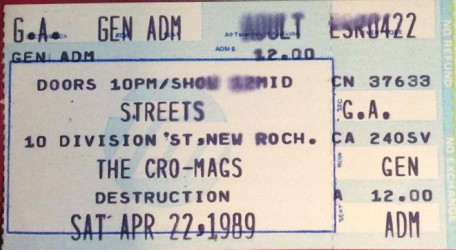 G.A. GEN ADM ADULT ESR0422
GEN ADM 12.00
DOORS 10PM/SHOW 12MID CN 37633
STREETS G.A.
10 DIVISION ST,NEW ROCH. CA 240SV
THE CRO-MAGS GEN
DESTRUCTION A 12.00
SAT APR 22,1989 ADM
NO REFUND
NO EXCHANGE